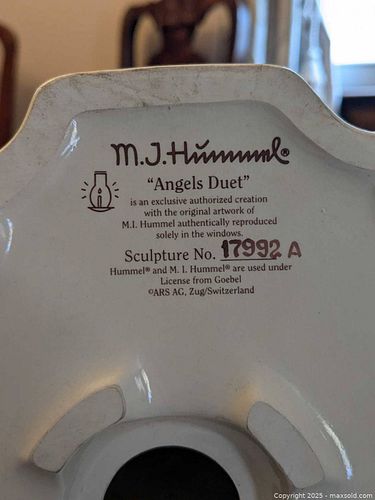 M.J.Hummel®
"Angels Duet"
is an exclusive authorized creation
with the original artwork of
M.I. Hummel authentically reproduced
solely in the windows.
Sculpture No. 17992 A
Hummel® and M. I. Hummel® are used under
License from Goebel
©ARS AG, Zug/Switzerland
Copyright © 2025 - maxsold.com